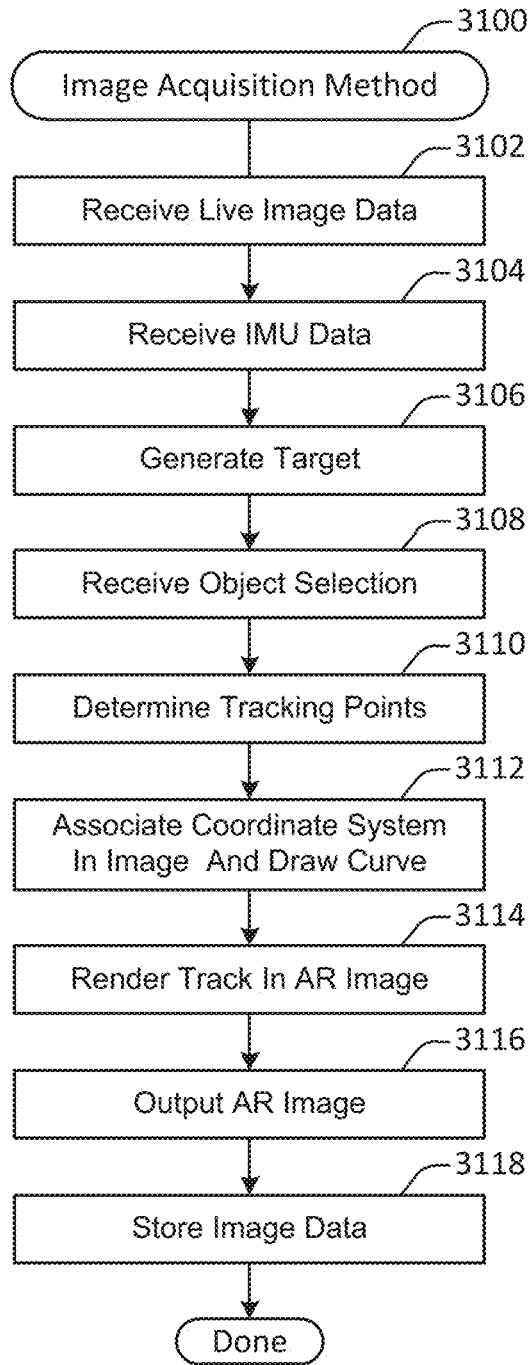 3100
Image Acquisition Method
3102
Receive Live Image Data
3104
Receive IMU Data
3106
Generate Target
3108
Receive Object Selection
3110
Determine Tracking Points
3112
Associate Coordinate System
In Image And Draw Curve
3114
Render Track In AR Image
3116
Output AR Image
3118
Store Image Data
Done